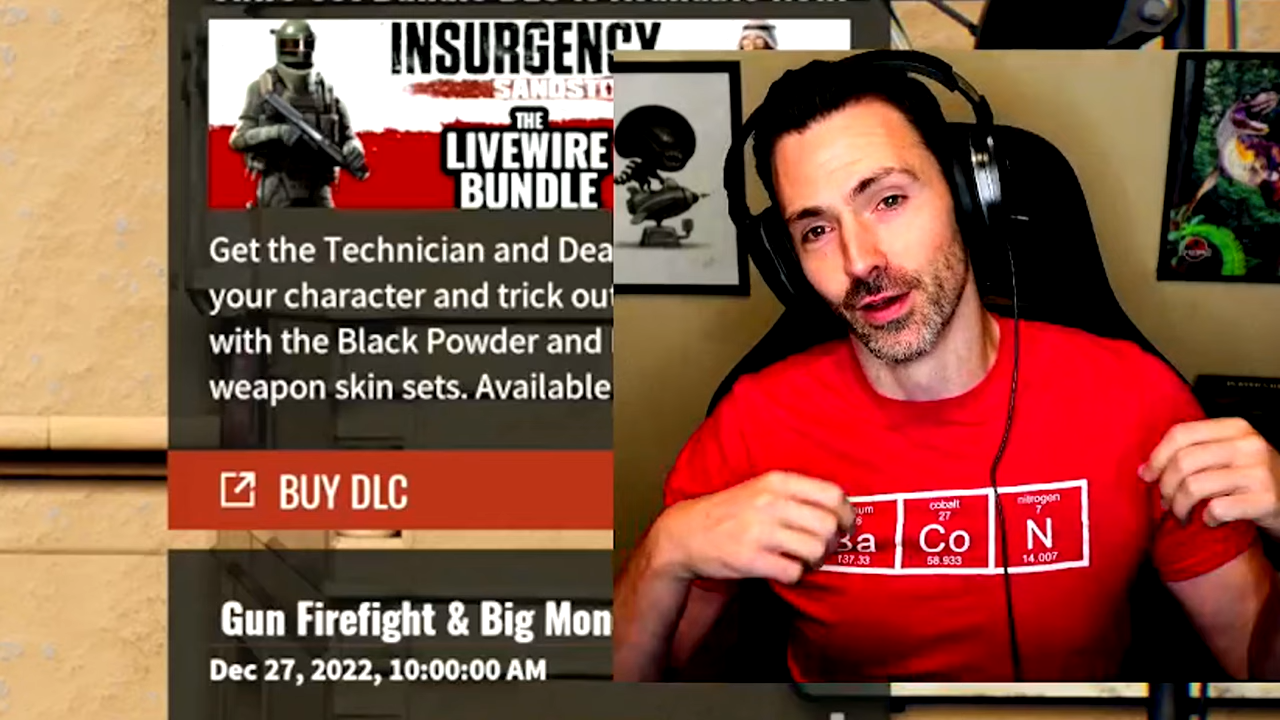 INSURGENCY
SANDSTO
THE
LIVEWIRE
BUNDLE
Get the Technician and Dea
your character and trick out
with the Black Powder and
weapon skin sets. Available
BUY DLC
Gun Firefight & Big Mon
Dec 27, 2022, 10:00:00 AM
cobalt nitrogen
27 7
Ba Co N
137.33 58.933 14.007